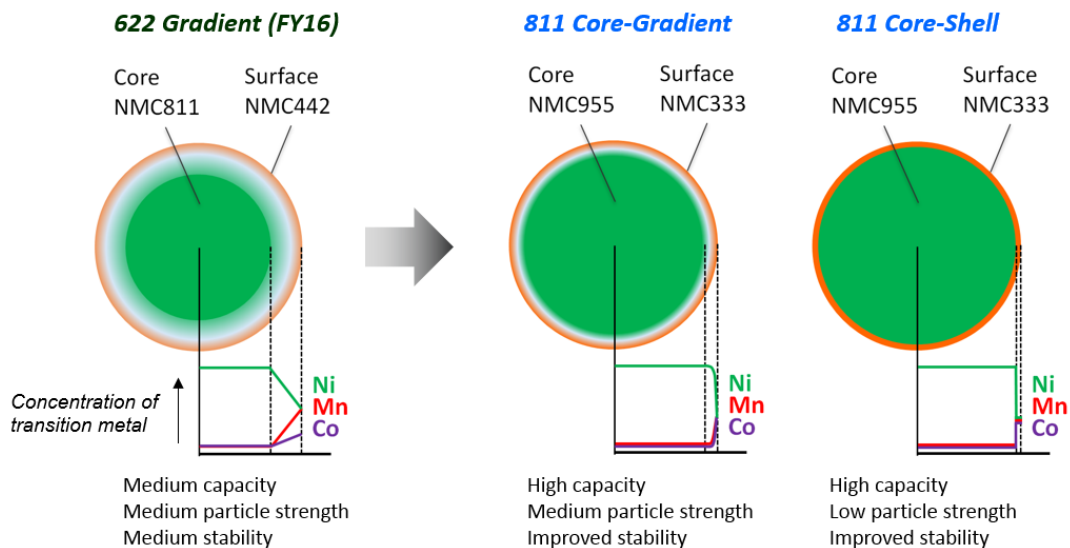 622 Gradient (FY16)
811 Core-Gradient
811 Core-Shell
Core
NMC811
Surface
NMC442
Core
NMC955
Surface
NMC333
Core
NMC955
Surface
NMC333
Concentration of
transition metal
Ni
Mn
Co
Ni
Mn
Co
Ni
Mn
Co
Medium capacity
Medium particle strength
Medium stability
High capacity
Medium particle strength
Improved stability
High capacity
Low particle strength
Improved stability